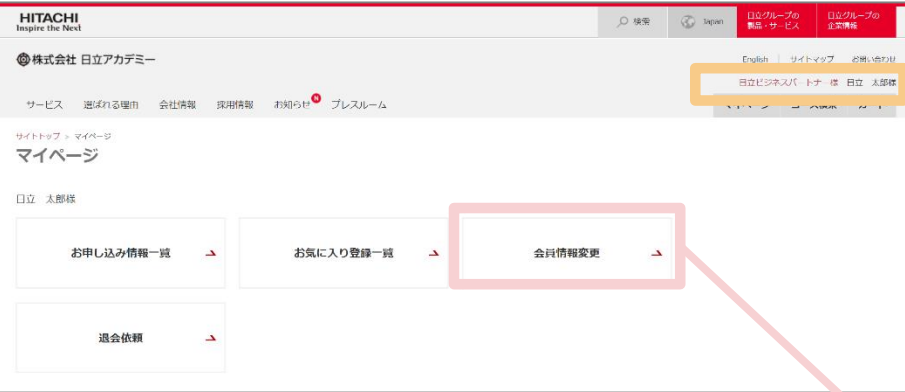 HITACHI
Inspire the Next
検索
Japan
日立グループの
製品・サービス
日立グループの
企業情報
株式会社 日立アカデミー
English
サイトマップ
お問い合わせ
日立ビジネスパートナー 様 日立 太郎様
サービス 選ばれる理由 会社情報 採用情報 お知らせ N プレスルーム
サイトトップ > マイページ
マイページ
日立 太郎様
お申し込み情報一覧
お気に入り登録一覧
会員情報変更
退会依頼